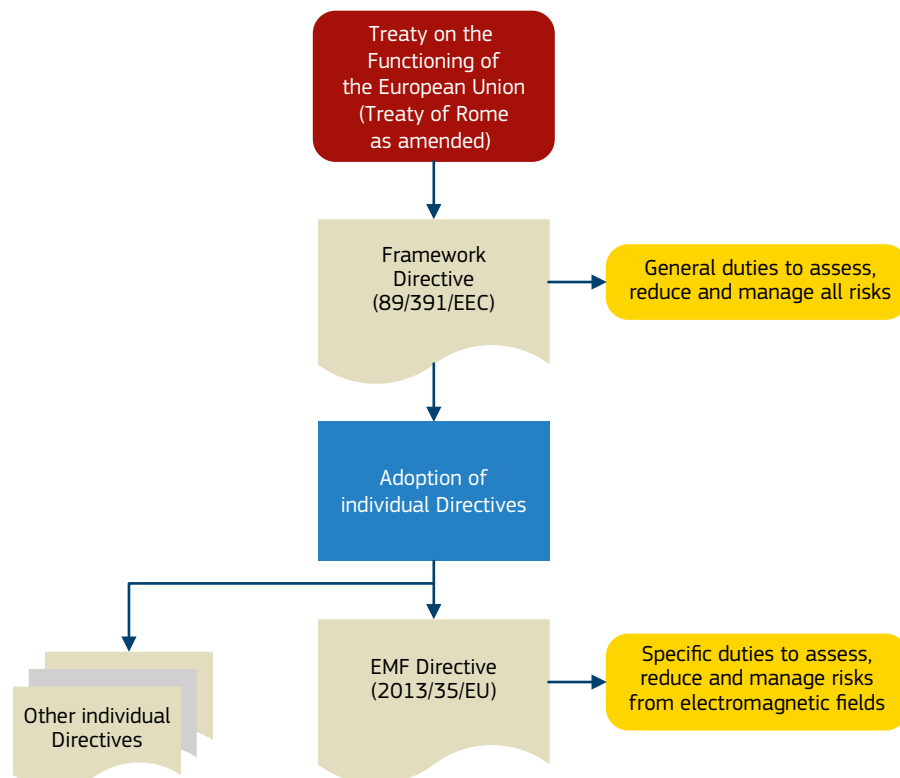 Treaty on the
Functioning of
the European Union
(Treaty of Rome
as amended)
Framework
Directive
(89/391/EEC)
General duties to assess,
reduce and manage all risks
Adoption of
individual Directives
Other individual
Directives
EMF Directive
(2013/35/EU)
Specific duties to assess,
reduce and manage risks
from electromagnetic fields